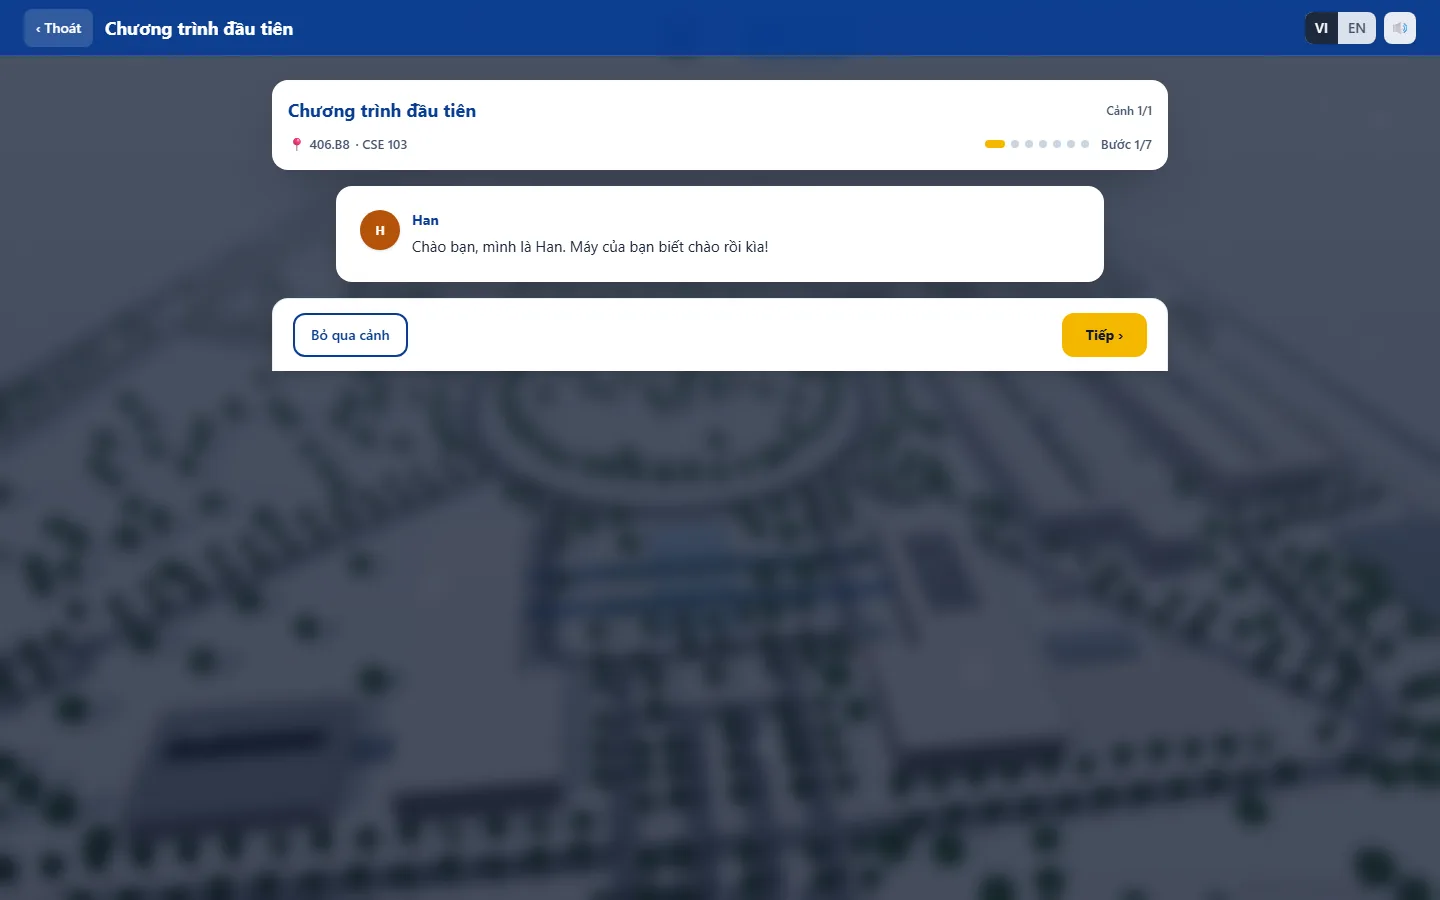 ‹ Thoát
Chương trình đầu tiên
VI
EN
Chương trình đầu tiên
Cảnh 1/1
406.B8 · CSE 103
Bước 1/7
H
Han
Chào bạn, mình là Han. Máy của bạn biết chào rồi kìa!
Bỏ qua cảnh
Tiếp ›